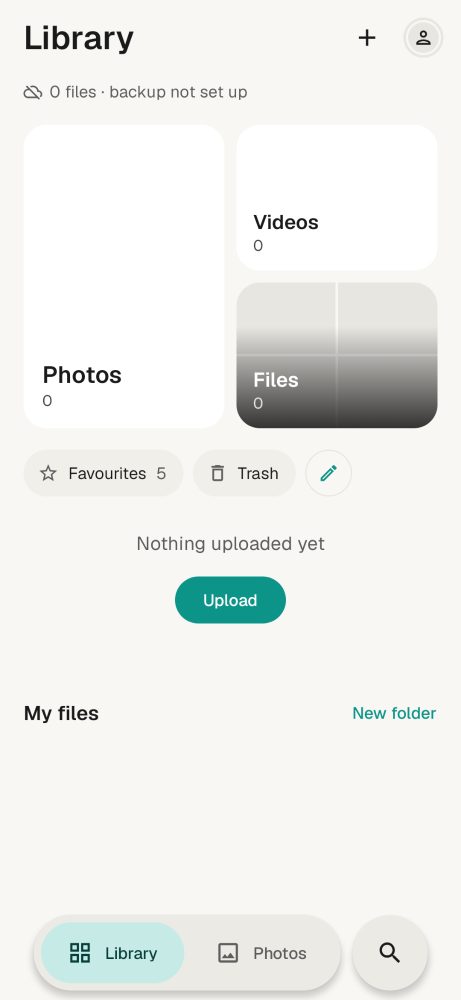 Library
0 files · backup not set up
Photos
0
Videos
0
Files
0
Favourites 5
Trash
Nothing uploaded yet
Upload
My files
New folder
Library
Photos